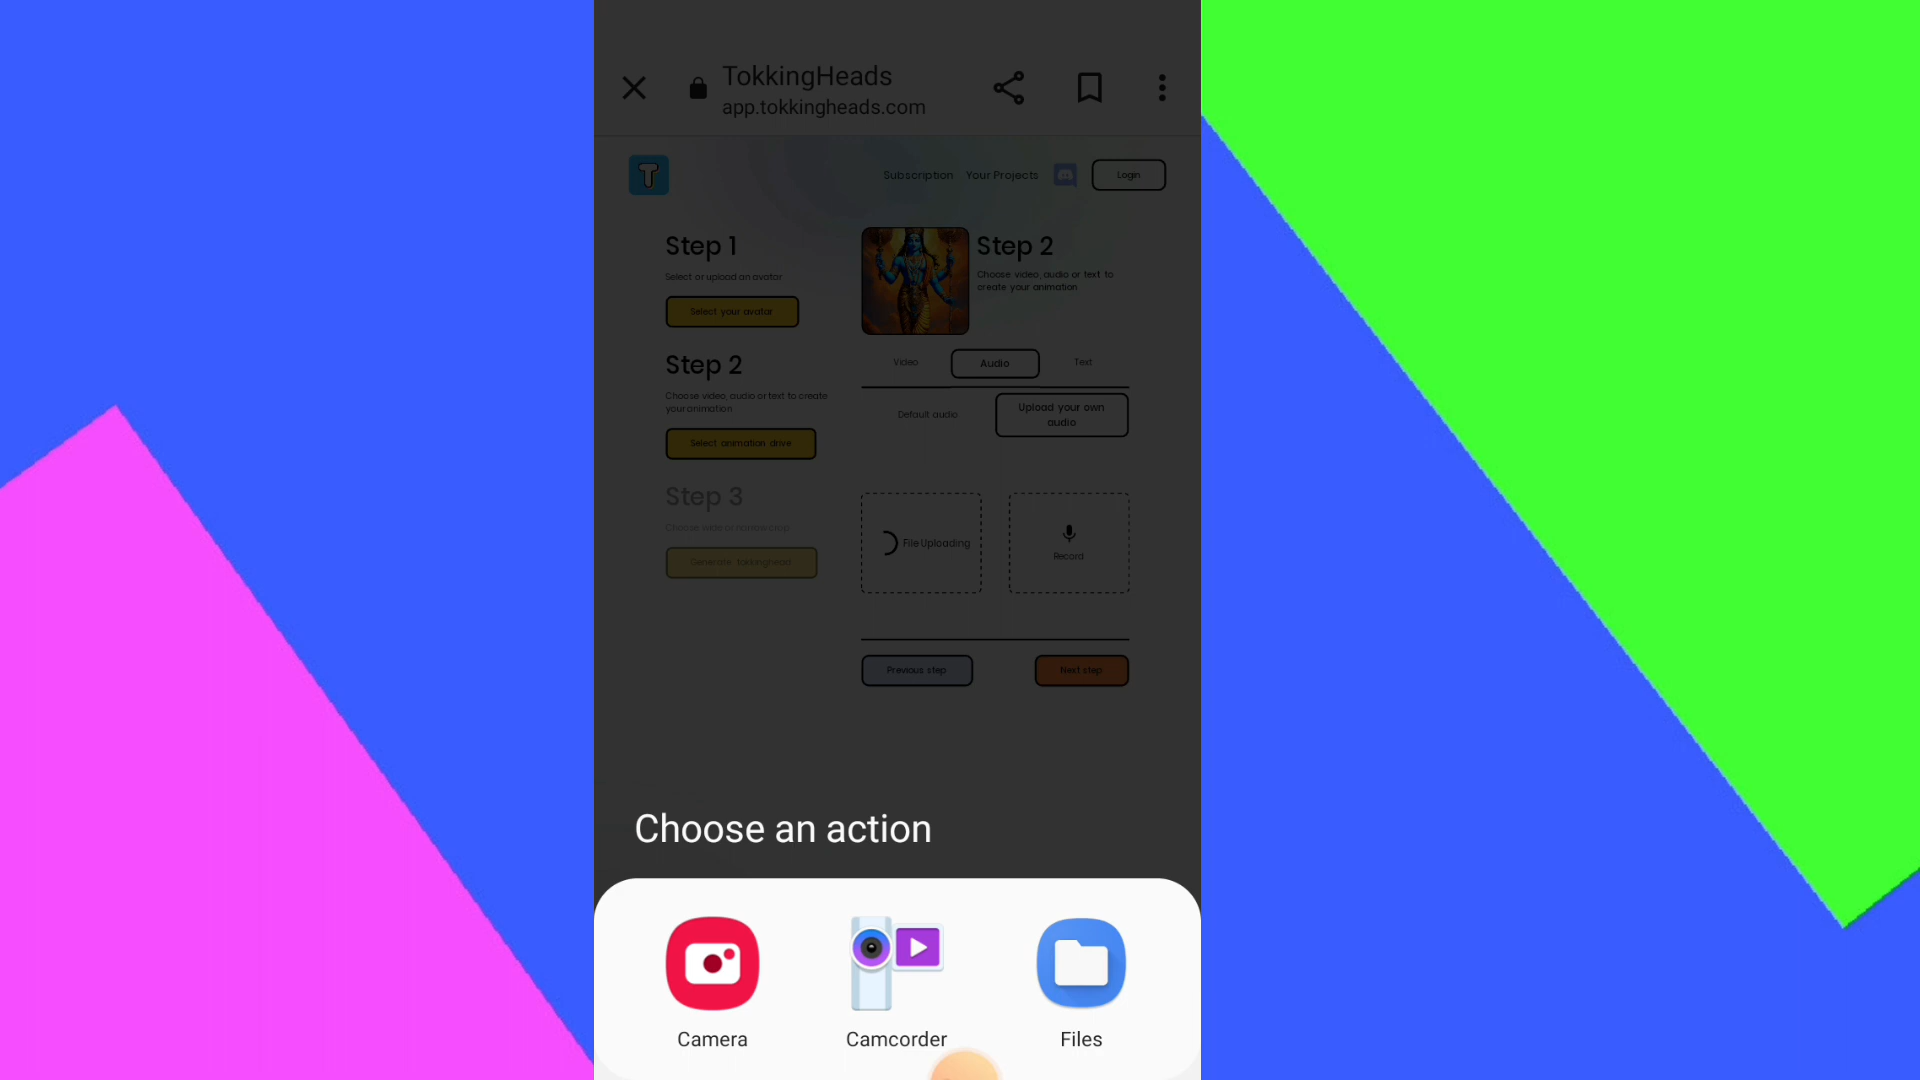 TokkingHeads
app.tokkingheads.com
T
Subscription
Your Projects
Login
Step 1
Select or upload an avatar
Select your avatar
Step 2
Choose video, audio or text to create
your animation
Select animation drive
Step 3
Generate tokkinghead
Step 2
Choose video, audio or text to
create your animation
Video
Audio
Text
Default audio
Upload your own
audio
File Uploading
Record
Previous step
Next step
Choose an action
Camera
Camcorder
Files